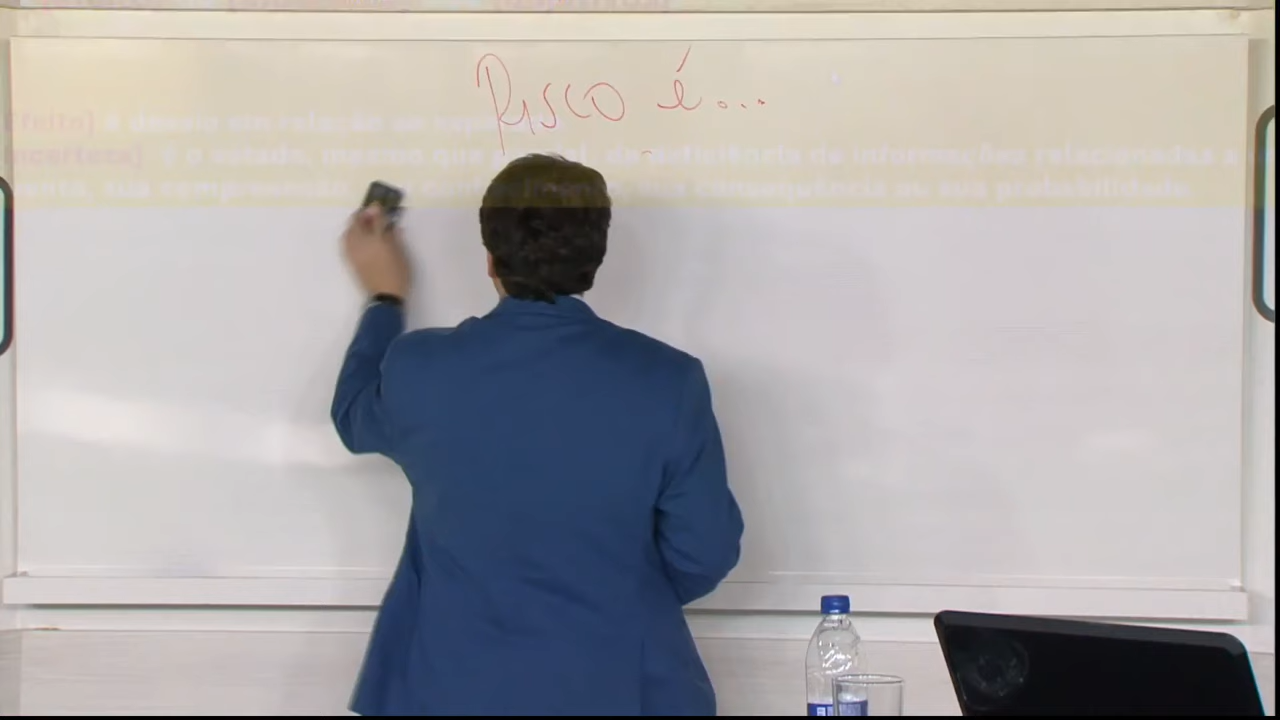 RISCO é...
Efeito] é desvio em relação ao esperado.
Incerteza] É o estado, mesmo que parcial, da deficiência de informações relacionadas a
evento, sua compreensão, seu conhecimento, sua consequência ou sua probabilidade.